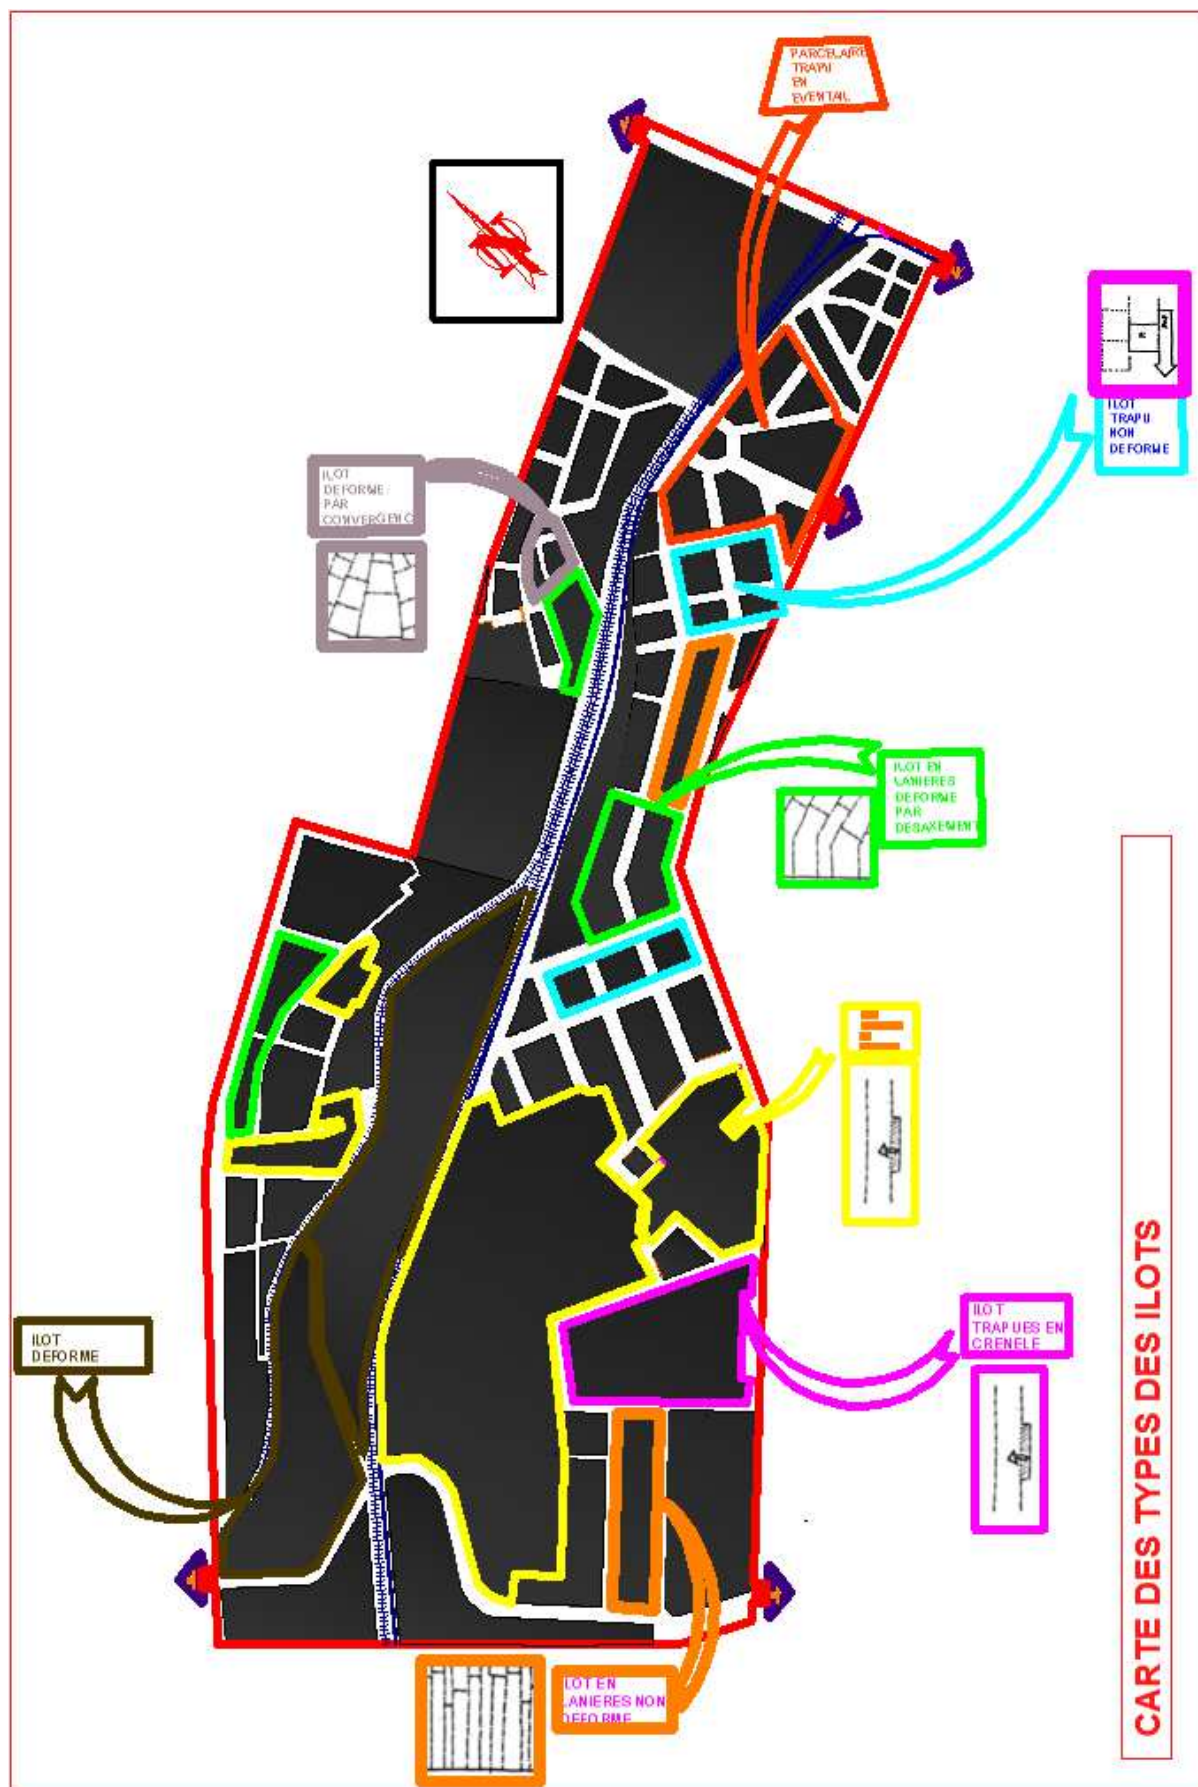 PARCELAIRE
TRAPU
EN
EVENTAIL
ILOT
TRAPU
NON
DEFORME
ILOT
DEFORME
PAR
CONVERGENC
ILOT EN
LANIERES
DEFORME
PAR
DESAXEMENT
ILOT
TRAPUES EN
CRENELE
ILOT
DEFORME
ILOT EN
LANIERES NON
DEFORME
CARTE DES TYPES DES ILOTS